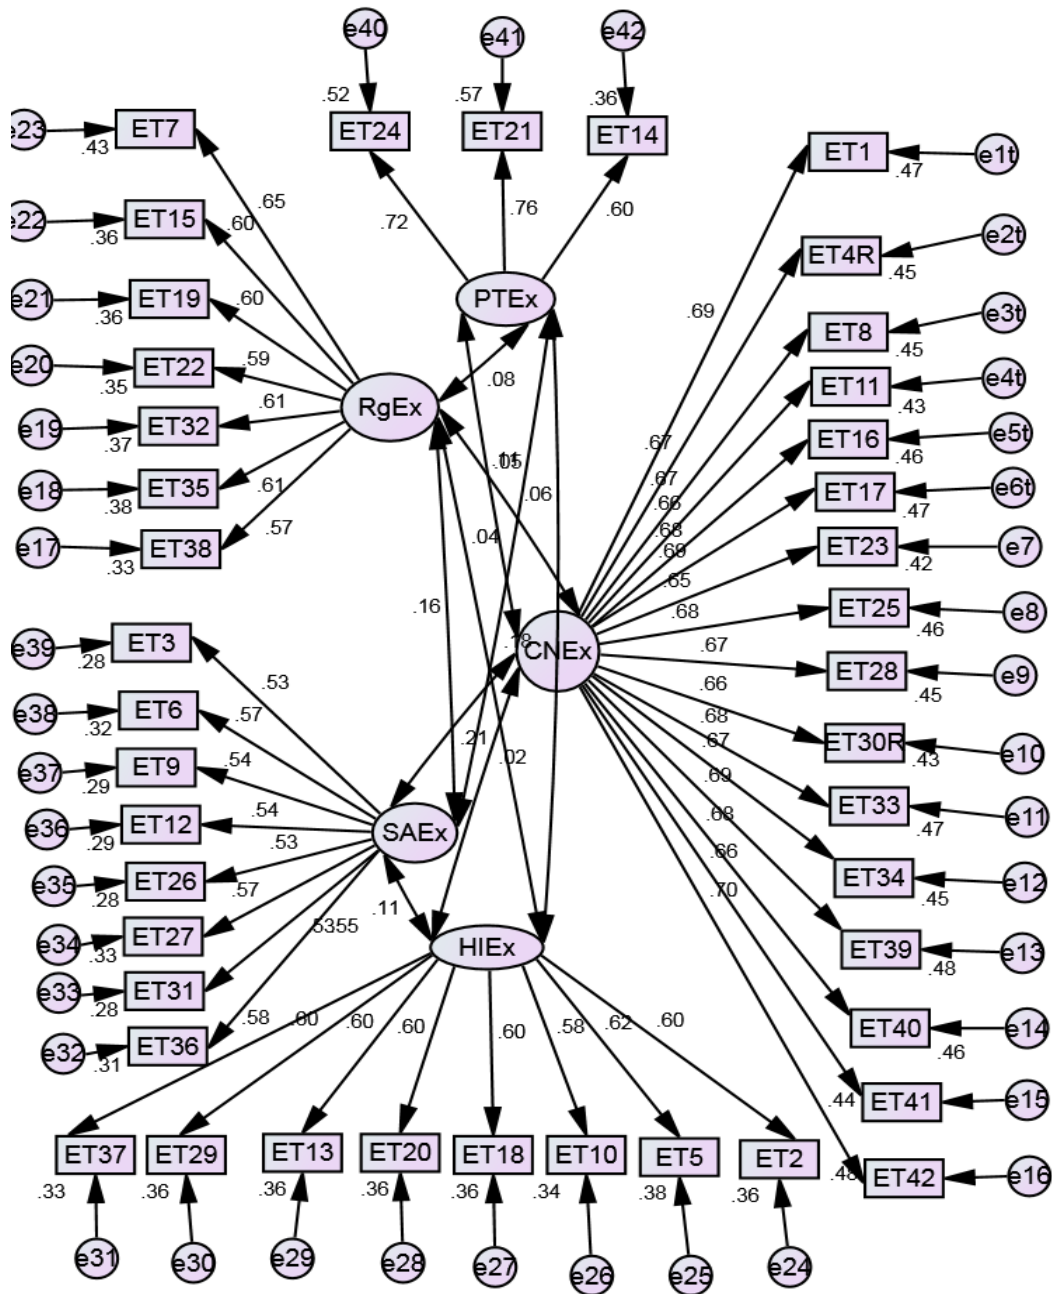 e40
e41
e42
e23
.43
ET7
.52
ET24
.57
ET21
.36
ET14
ET1
.47
e1t
e22
.36
ET15
.65
.60
.72
.76
.60
ET4R
.45
e2t
e21
.36
ET19
.60
PTEx
.69
ET8
.45
e3t
e20
.35
ET22
.59
.08
ET11
.43
e4t
e19
.37
ET32
.61
RgEx
ET16
.46
e5t
e18
.38
ET35
.61
.05
.06
.67
.67
ET17
.47
e6t
e17
.33
ET38
.57
.04
.66
.68
.69
ET23
.42
e7
.16
.65
.68
ET25
.46
e8
e39
.28
ET3
.53
.18
CNEx
.67
ET28
.45
e9
e38
.32
ET6
.57
.66
.68
ET30R
.43
e10
e37
.29
ET9
.54
.21
.02
.67
.69
ET33
.47
e11
e36
.29
ET12
.54
SAEx
.53
.68
e35
.28
ET26
.57
.66
ET34
.45
e12
e34
.33
ET27
.11
.5355
HIEx
.70
ET39
.48
e13
e33
.28
ET31
e32
.31
ET36
.58
.60
.60
.60
.60
.58
.62
.60
ET40
.46
e14
.44
ET41
e15
ET37
ET29
ET13
ET20
ET18
ET10
ET5
ET2
.48
ET42
e16
.33
.36
.36
.36
.36
.34
.38
.36
e31
e30
e29
e28
e27
e26
e25
e24